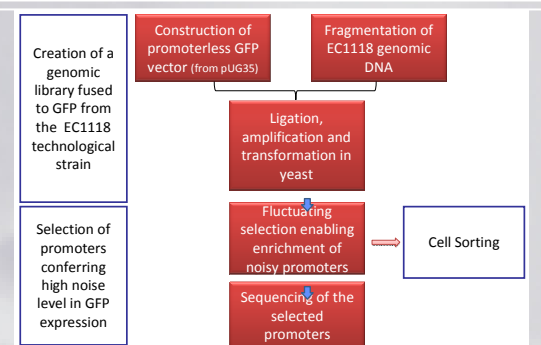 Creation of a
genomic
library fused
to GFP from
the EC1118
technological
strain
Construction of
promoterless GFP
vector (from pUG35)
Fragmentation of
EC1118 genomic
DNA
Ligation,
amplification and
transformation in
yeast
Selection of
promoters
conferring
high noise
level in GFP
expression
Fluctuating
selection enabling
enrichment of
noisy promoters
Cell Sorting
Sequencing of the
selected
promoters